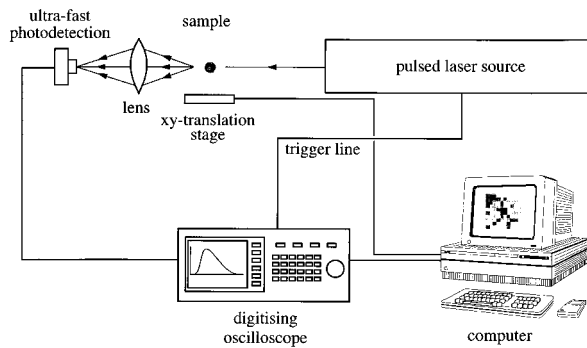 ultra-fast
photodetection
sample
pulsed laser source
lens
xy-translation
stage
trigger line
digitising
oscilloscope
computer